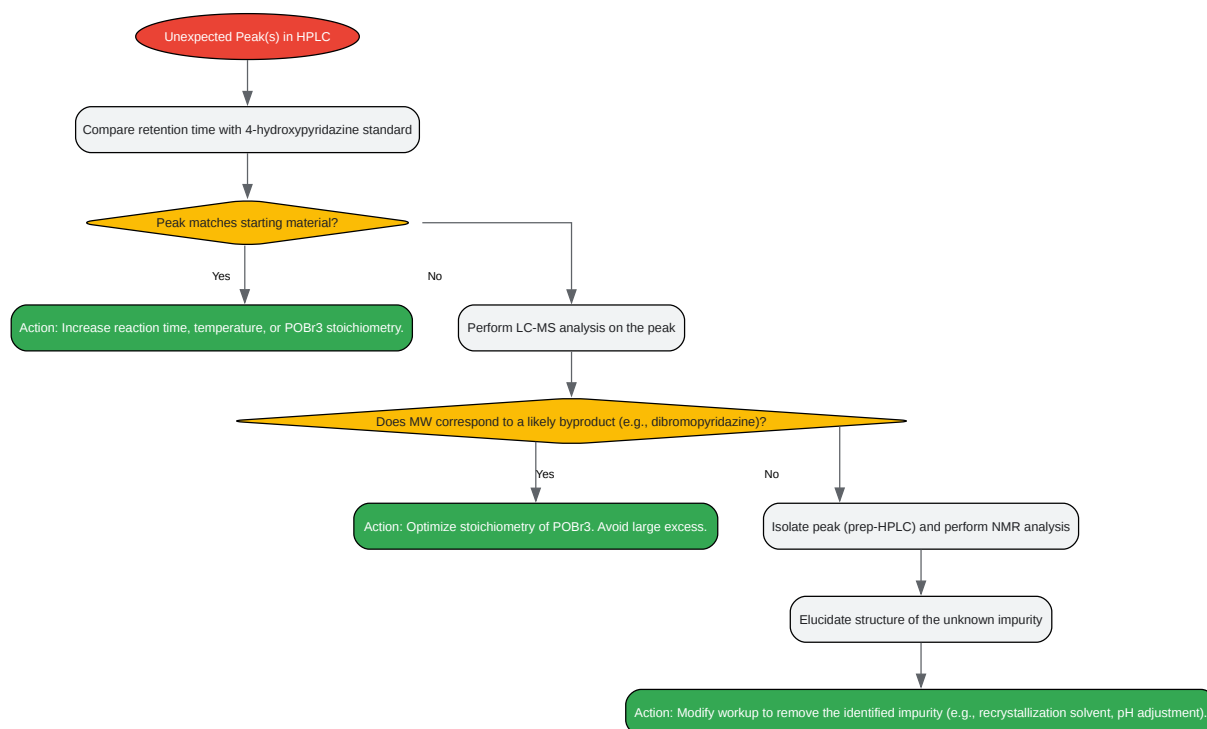 Unexpected Peak(s) in HPLC
Compare retention time with 4-hydroxypyridazine standard
Peak matches starting material?
Yes
No
Action: Increase reaction time, temperature, or POBr3 stoichiometry.
Perform LC-MS analysis on the peak
Does MW correspond to a likely byproduct (e.g., dibromopyridazine)?
Yes
No
Action: Optimize stoichiometry of POBr3. Avoid large excess.
Isolate peak (prep-HPLC) and perform NMR analysis
Elucidate structure of the unknown impurity
Action: Modify workup to remove the identified impurity (e.g., recrystallization solvent, pH adjustment).